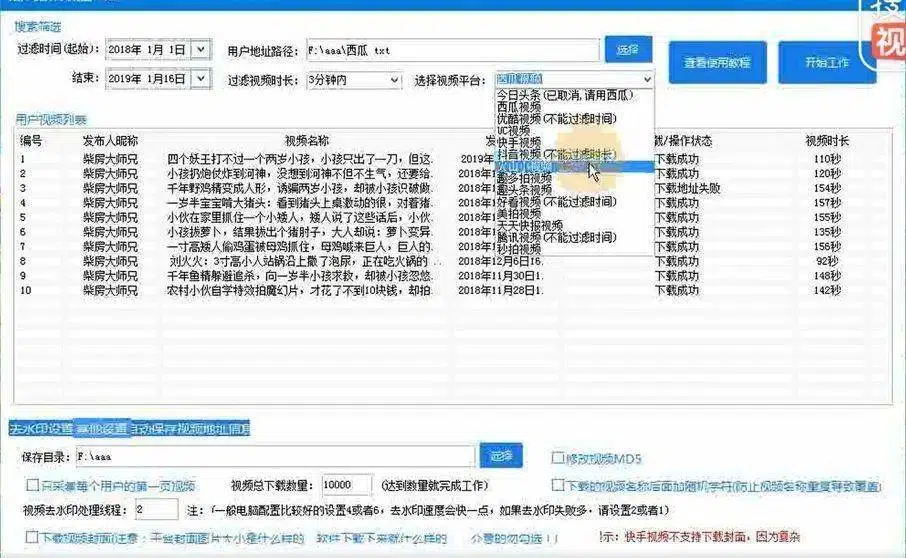 搜索筛选
过滤时间(起始): 2018年 1月 1日 用户地址路径: F:\aaa\西瓜 txt 选择 查看使用教程 开始工作
结束: 2019年 1月16日 过滤视频时长: 3分钟内 选择视频平台: 西瓜视频
今日头条(已取消,请用西瓜)
西瓜视频
优酷视频(不能过滤时间)
UC视频
快手视频
抖音视频(不能过滤时长)
火山小视频
趣多拍视频
趣头条视频
好看视频(不能过滤时间)
美拍视频
天天快报视频
腾讯视频(不能过滤时间)
秒拍视频
用户视频列表
编号 发布人昵称 视频名称 发 载/操作状态 视频时长
1 柴房大师兄 四个妖王打不过一个两岁小孩，小孩只出了一刀，但这. 2019年 下载成功 110秒
2 柴房大师兄 小孩扔炮仗炸到河神，没想到河神不但不生气，还要给. 2018年 下载成功 120秒
3 柴房大师兄 千年野鸡精变成人形，诱骗两岁小孩，却被小孩识破做. 2018年 下载地址失败 154秒
4 柴房大师兄 一岁半宝宝啃大猪头：看到猪头上桌激动的很，对着猪. 2018年 下载成功 157秒
5 柴房大师兄 小伙在家里抓住一个小矮人，矮人说了这些话后，小伙. 2018年 下载成功 155秒
6 柴房大师兄 小孩拔萝卜，结果拔出个猪肘子，大人却说：萝卜变异. 2018年 下载成功 135秒
7 柴房大师兄 一寸高矮人偷鸡蛋被母鸡抓住，母鸡喊来巨人，巨人的. 2018年 下载成功 156秒
8 柴房大师兄 刘火火：3寸高小人站锅沿上撒了泡尿，正在吃火锅的. 2018年12月6日16. 下载成功 92秒
9 柴房大师兄 千年鱼精躲避追杀，向一岁半小孩求救，却被小孩忽悠. 2018年11月30日1. 下载成功 148秒
10 柴房大师兄 农村小伙自学特效拍魔幻片，才花了不到10块钱，却拍. 2018年11月28日1. 下载成功 142秒
去水印设置 其他设置 自动保存视频地址信息
保存目录: F:\aaa 选择 修改视频MD5
只采集每个用户的第一页视频 视频总下载数量: 10000 (达到数量就完成工作) 下载的视频名称后面加随机字符(防止视频名称重度导致覆盖)
视频去水印处理线程: 2 注: (一般电脑配置比较好的设置4或者6，去水印速度会快一点，如果去水印失败多，请设置2或者1)
下载视频封面(注意：平台封面图片大小是什么样的 软件下载下来就什么样的 介意的勿勾选！！ 示: 快手视频不支持下载封面，因为复杂
视